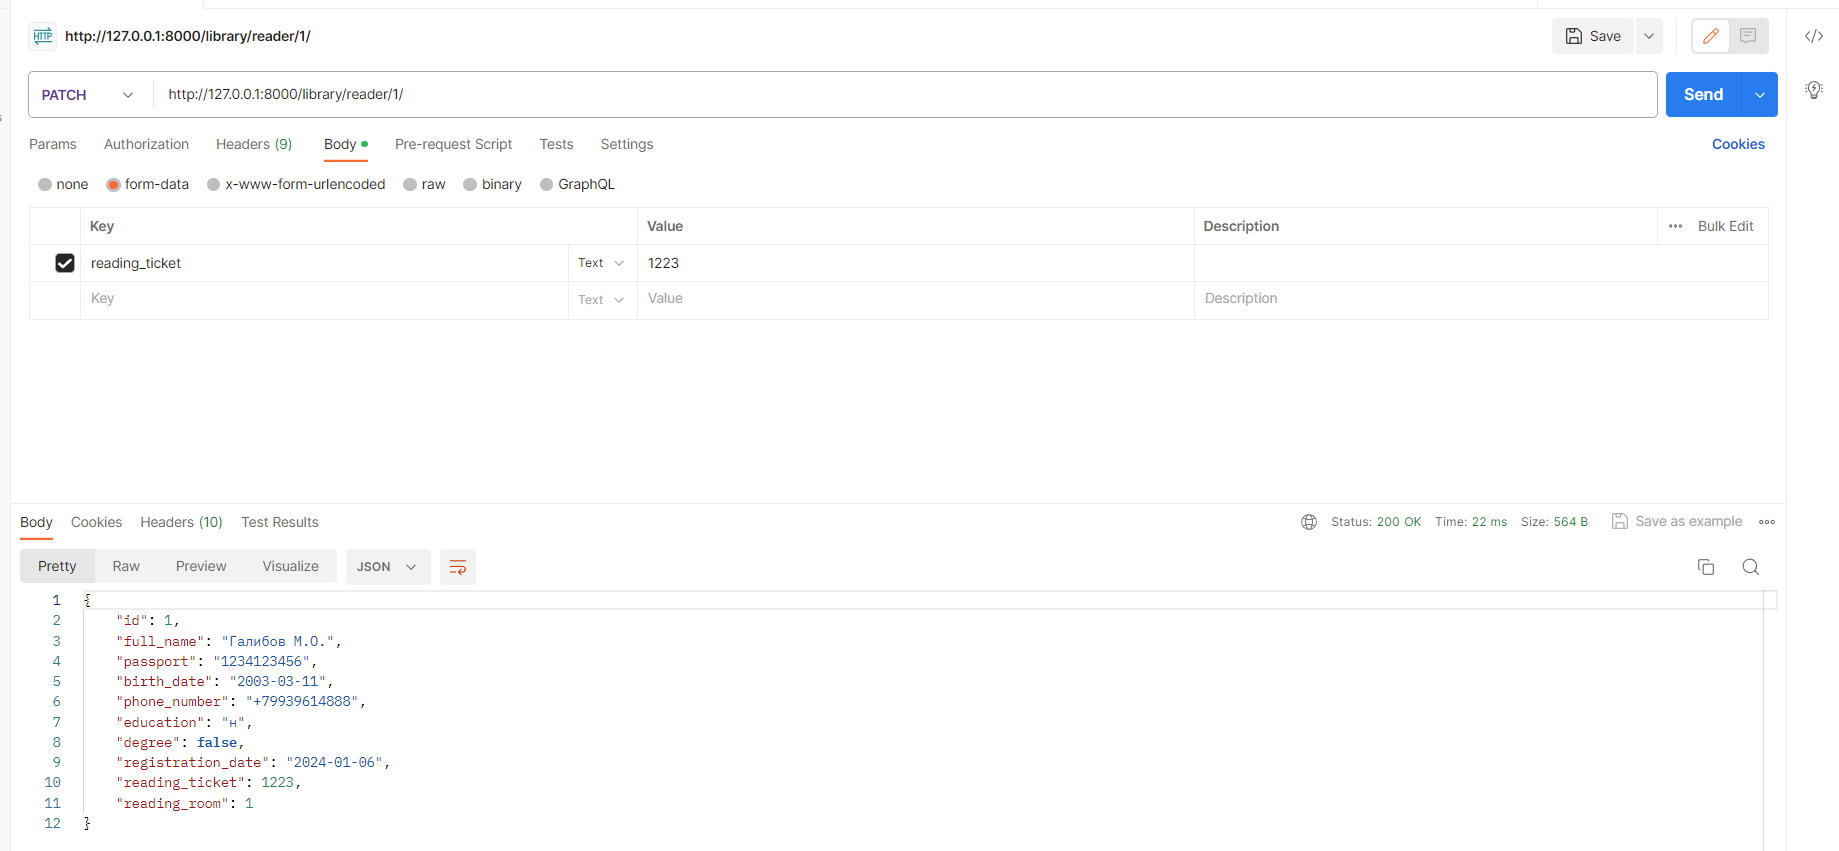 HTTP http://127.0.0.1:8000/library/reader/1/ Save
PATCH http://127.0.0.1:8000/library/reader/1/ Send
Params Authorization Headers (9) Body Pre-request Script Tests Settings Cookies
none form-data x-www-form-urlencoded raw binary GraphQL
Key Value Description Bulk Edit
reading_ticket Text 1223
Key Text Value Description
Body Cookies Headers (10) Test Results Status: 200 OK Time: 22 ms Size: 564 B Save as example
Pretty Raw Preview Visualize JSON
1 {
2 "id": 1,
3 "full_name": "Галибов М.О.",
4 "passport": "1234123456",
5 "birth_date": "2003-03-11",
6 "phone_number": "+79939614888",
7 "education": "н",
8 "degree": false,
9 "registration_date": "2024-01-06",
10 "reading_ticket": 1223,
11 "reading_room": 1
12 }